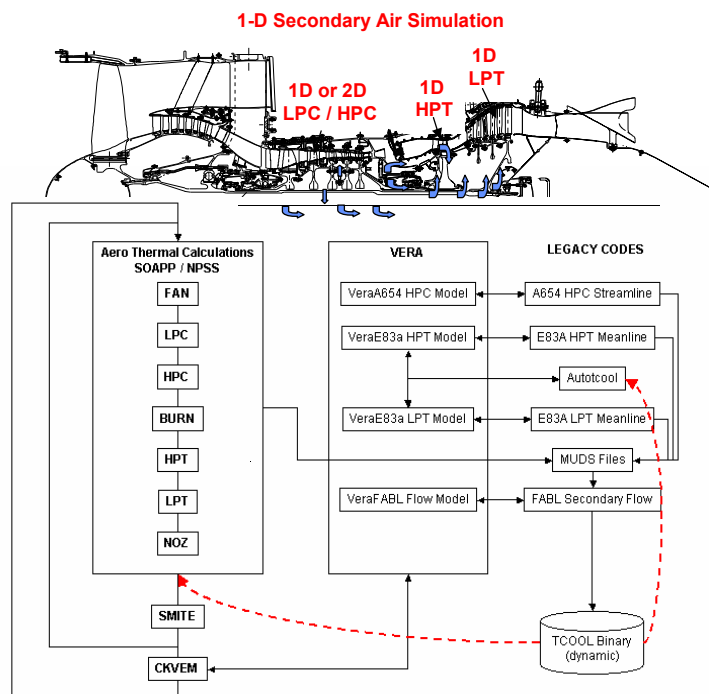 1-D Secondary Air Simulation
1D or 2D
LPC / HPC
1D
HPT
1D
LPT
Aero Thermal Calculations
SOAPP / NPSS
FAN
LPC
HPC
BURN
HPT
LPT
NOZ
SMITE
CKVEM
VERA
VeraA654 HPC Model
VeraE83a HPT Model
VeraE83a LPT Model
VeraFABL Flow Model
LEGACY CODES
A654 HPC Streamline
E83A HPT Meanline
Autotcool
E83A LPT Meanline
MUDS Files
FABL Secondary Flow
TCOOL Binary
(dynamic)